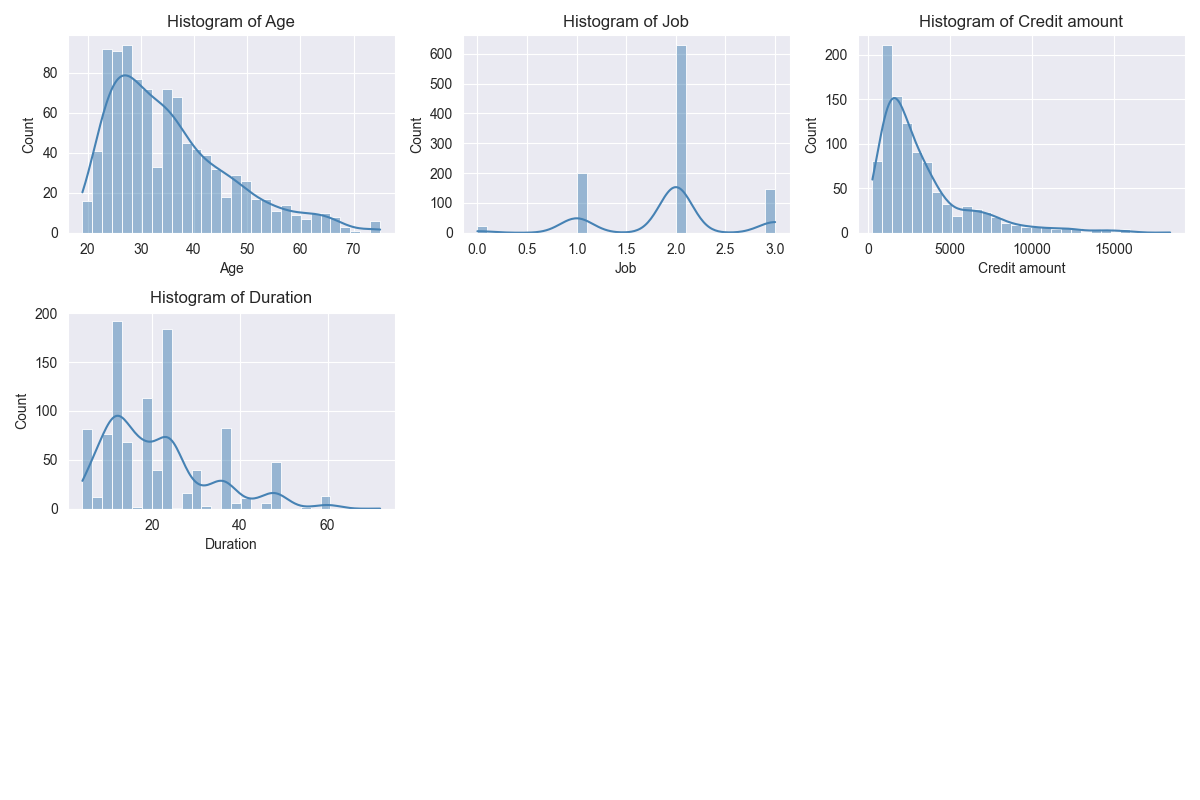 Histogram of Age
80
60
40
20
0
Count
20 30 40 50 60 70
Age
Histogram of Job
600
500
400
300
200
100
0
Count
0.0 0.5 1.0 1.5 2.0 2.5 3.0
Job
Histogram of Credit amount
200
150
100
50
0
Count
0 5000 10000 15000
Credit amount
Histogram of Duration
200
150
100
50
0
Count
20 40 60
Duration